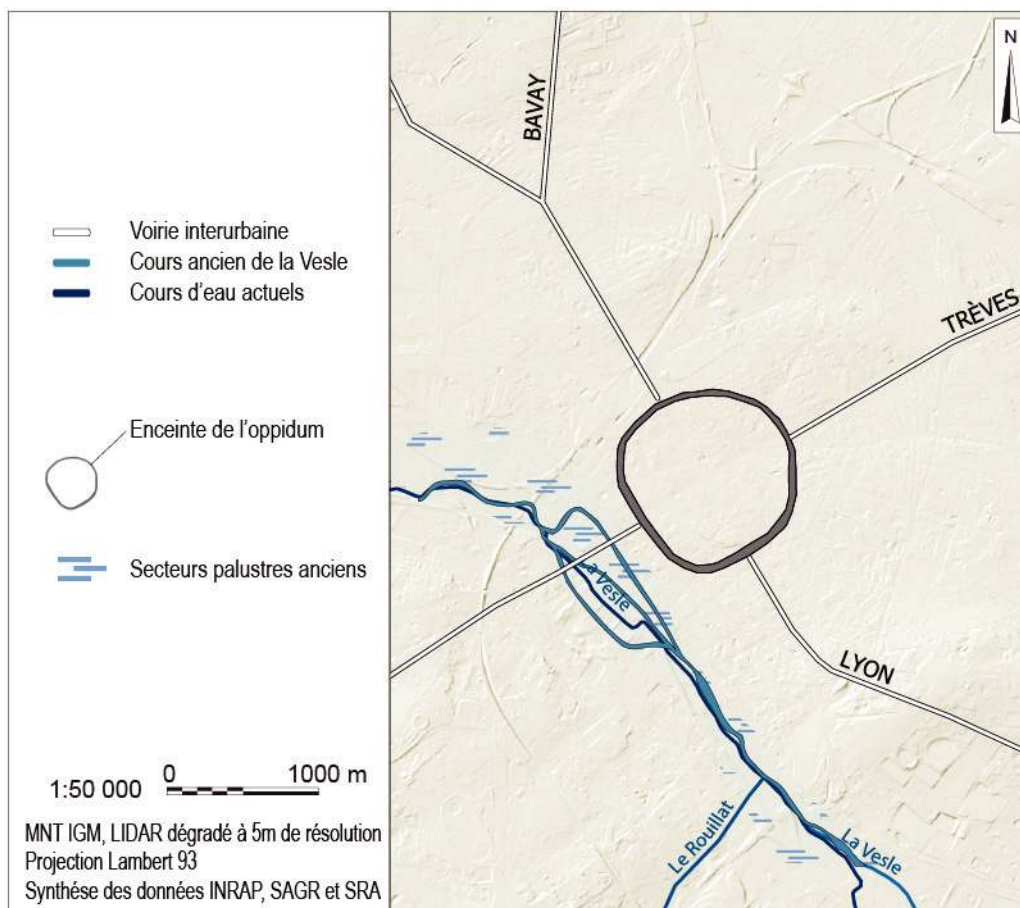 Voirie interurbaine
Cours ancien de la Vesle
Cours d'eau actuels
Enceinte de l'oppidum
Secteurs palustres anciens
1:50 000
0 1000 m
MNT IGM, LIDAR dégradé à 5m de résolution
Projection Lambert 93
Synthése des données INRAP, SAGR et SRA
N
BAVAY
TRÈVES
a Vesle
LYON
Le Rouillat
La Vesle